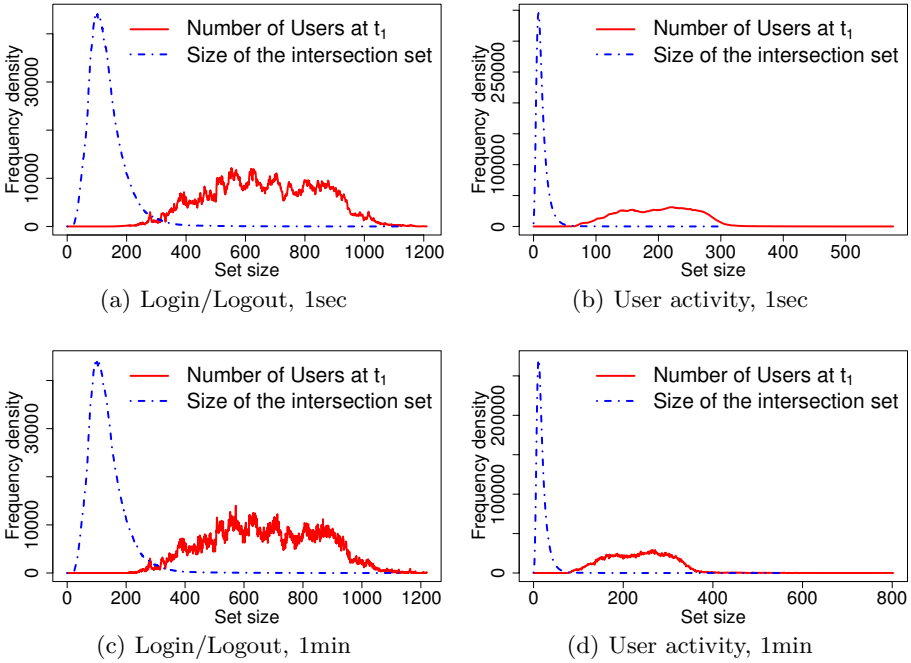 Number of Users at t₁
Size of the intersection set
Frequency density
0 10000 30000
0 200 400 600 800 1000 1200
Set size
(a) Login/Logout, 1sec
Number of Users at t₁
Size of the intersection set
Frequency density
0 50000 150000 250000
0 100 200 300 400 500
Set size
(b) User activity, 1sec
Number of Users at t₁
Size of the intersection set
Frequency density
0 10000 30000
0 200 400 600 800 1000 1200
Set size
(c) Login/Logout, 1min
Number of Users at t₁
Size of the intersection set
Frequency density
0 100000 200000
0 200 400 600 800
Set size
(d) User activity, 1min